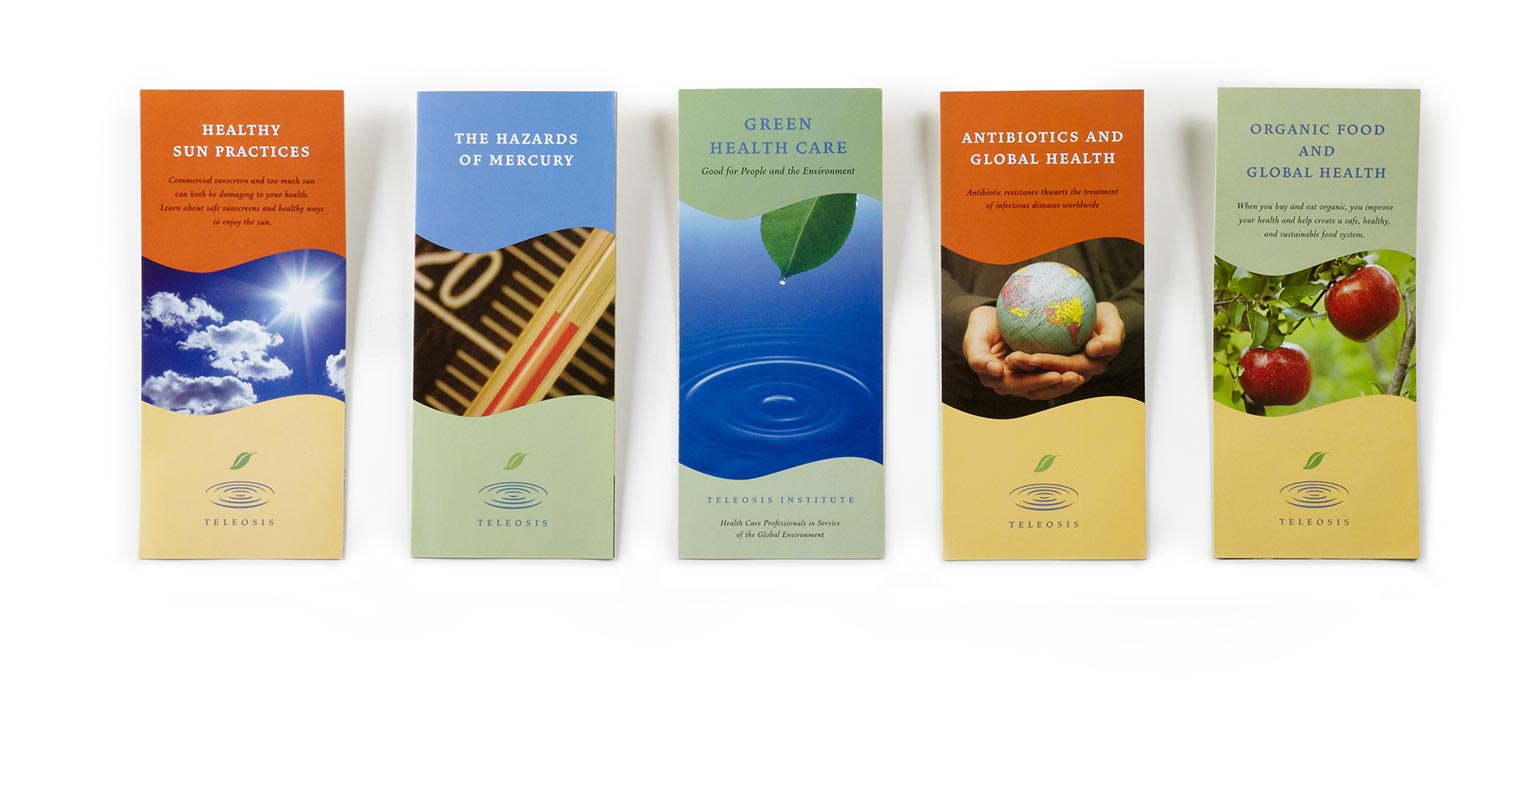 HEALTHY
SUN PRACTICES
Commercial sunscreen and too much sun
can both be damaging to your health.
Learn about safe sunscreens and healthy ways
to enjoy the sun.
TELEOSIS
THE HAZARDS
OF MERCURY
20
TELEOSIS
GREEN
HEALTH CARE
Good for People and the Environment
TELEOSIS INSTITUTE
Health Care Professionals in Service
of the Global Environment
ANTIBIOTICS AND
GLOBAL HEALTH
Antibiotic resistance thwarts the treatment
of infectious diseases worldwide
TELEOSIS
ORGANIC FOOD
AND
GLOBAL HEALTH
When you buy and eat organic, you improve
your health and help create a safe, healthy,
and sustainable food system.
TELEOSIS